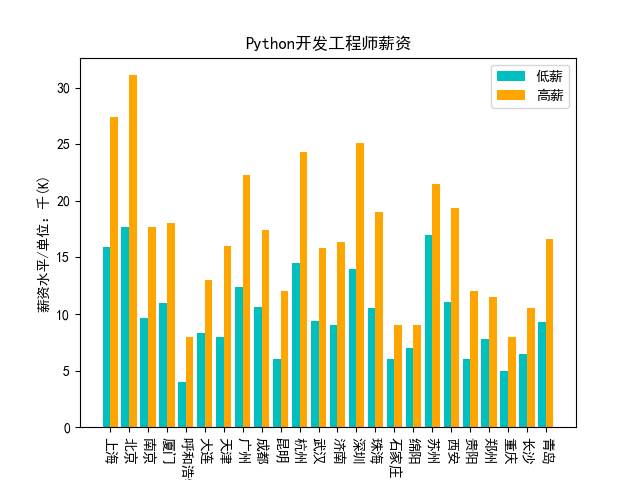 Python开发工程师薪资
低薪
高薪
薪资水平/单位：千(K)
30
25
20
15
10
5
0
上海
北京
南京
厦门
呼和浩
大连
天津
广州
成都
昆明
杭州
武汉
济南
深圳
珠海
石家庄
绵阳
苏州
西安
贵阳
郑州
重庆
长沙
青岛